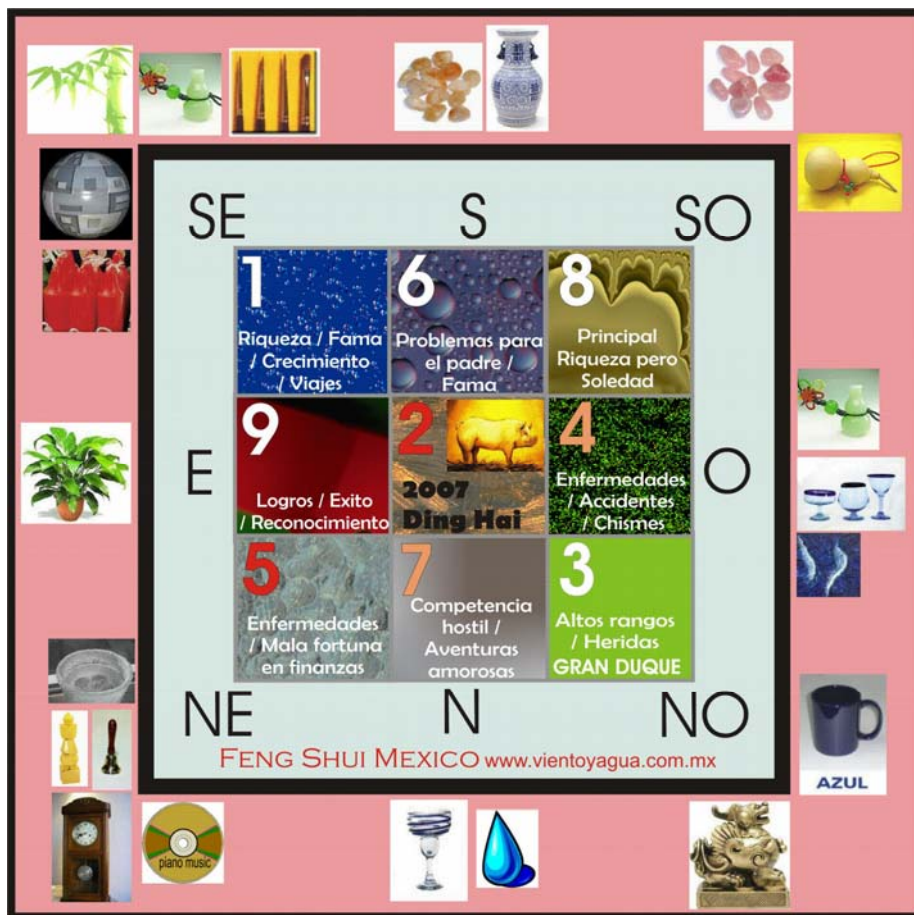 SE S SO
1
Riqueza / Fama
/ Crecimiento
/ Viajes
6
Problemas para
el padre /
Fama
8
Principal
Riqueza pero
Soledad
E
9
Logros / Exito
/ Reconocimiento
2
2007
Ding Hai
4
Enfermedades
/ Accidentes
/ Chismes
O
5
Enfermedades
/ Mala fortuna
en finanzas
7
Competencia
hostil /
Aventuras
amorosas
3
Altos rangos
/ Heridas
GRAN DUQUE
NE N NO
FENG SHUI MEXICO www.vientoyagua.com.mx
AZUL
piano music